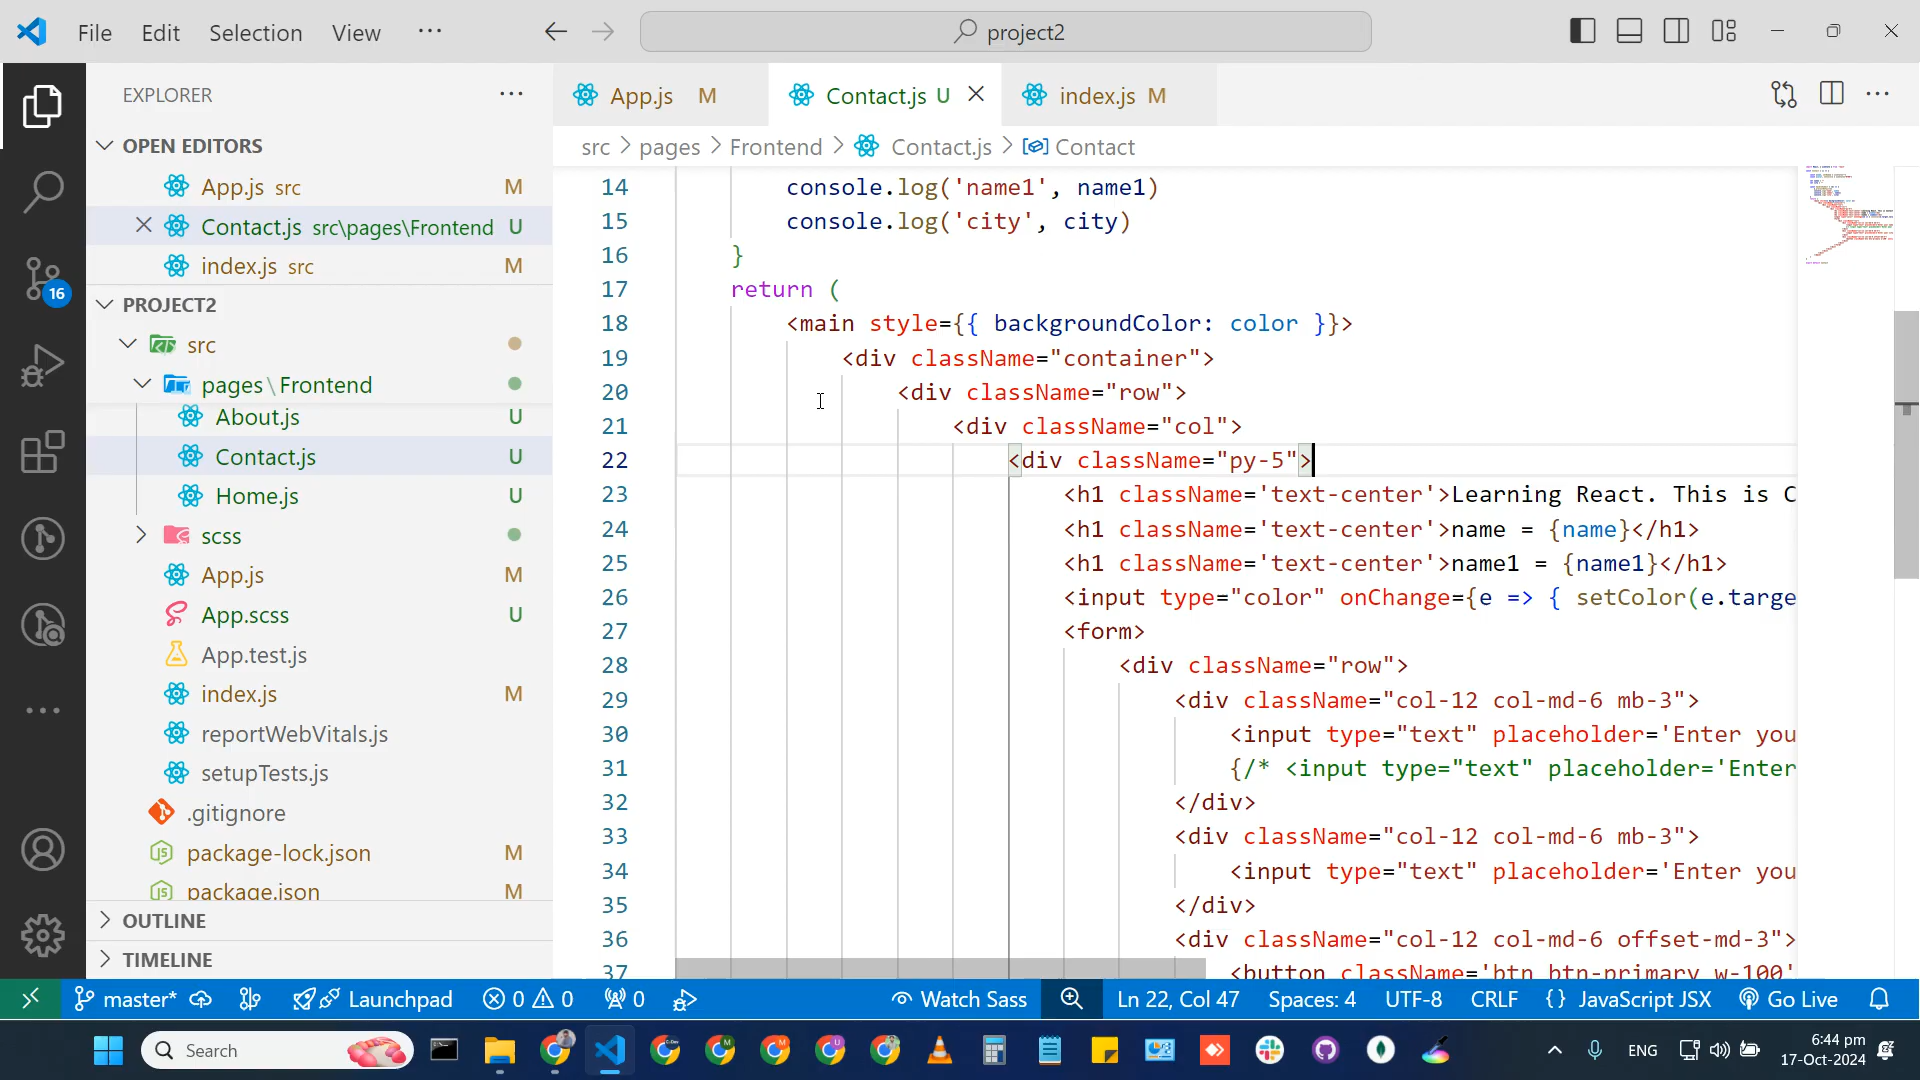 File Edit Selection View ···
project2
EXPLORER
OPEN EDITORS
App.js src M
Contact.js src\pages\Frontend U
index.js src M
PROJECT2
src
pages\Frontend
About.js U
Contact.js U
Home.js U
scss
App.js M
App.scss U
App.test.js
index.js M
reportWebVitals.js
setupTests.js
.gitignore
package-lock.json M
package.json M
OUTLINE
TIMELINE
16
App.js M
Contact.js U
index.js M
src > pages > Frontend > Contact.js > Contact
14 console.log('name1', name1)
15 console.log('city', city)
16 }
17 return (
18 <main style={{ backgroundColor: color }}>
19 <div className="container">
20 <div className="row">
21 <div className="col">
22 <div className="py-5">
23 <h1 className='text-center'>Learning React. This is C
24 <h1 className='text-center'>name = {name}</h1>
25 <h1 className='text-center'>name1 = {name1}</h1>
26 <input type="color" onChange={e => { setColor(e.targe
27 <form>
28 <div className="row">
29 <div className="col-12 col-md-6 mb-3">
30 <input type="text" placeholder='Enter you
31 {/* <input type="text" placeholder='Enter
32 </div>
33 <div className="col-12 col-md-6 mb-3">
34 <input type="text" placeholder='Enter you
35 </div>
36 <div className="col-12 col-md-6 offset-md-3">
37 <button className='btn btn-primary w-100'
master* Launchpad 0 0 0 Watch Sass Ln 22, Col 47 Spaces: 4 UTF-8 CRLF {} JavaScript JSX Go Live
Search
ENG
6:44 pm
17-Oct-2024